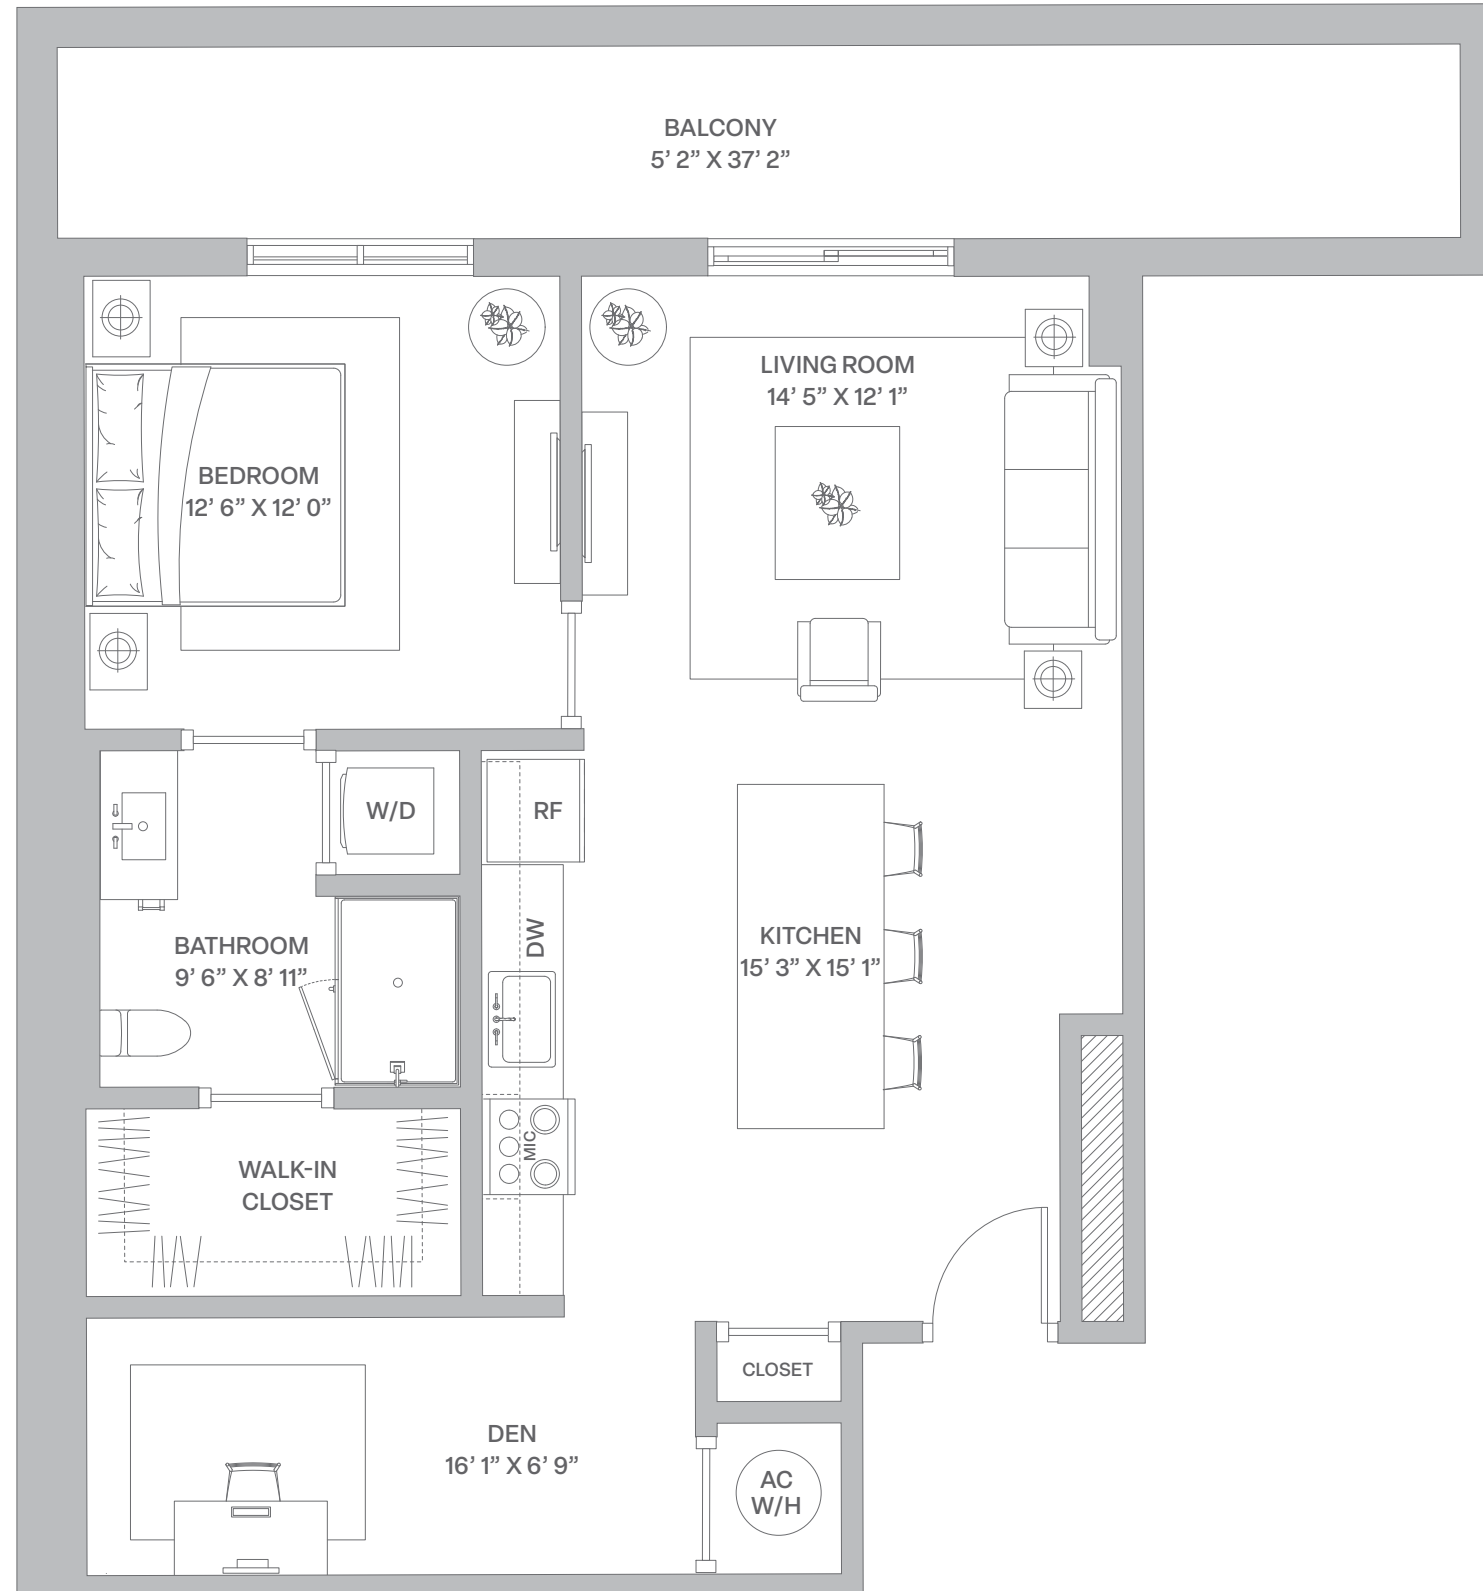 BALCONY
5’ 2” X 37’ 2”
LIVING ROOM
14’ 5” X 12’ 1”
BEDROOM
12’ 6” X 12’ 0”
W/D
RF
DW
BATHROOM
9’ 6” X 8’ 11”
KITCHEN
15’ 3” X 15’ 1”
MIC
WALK-IN
CLOSET
CLOSET
DEN
16’ 1” X 6’ 9”
AC
W/H